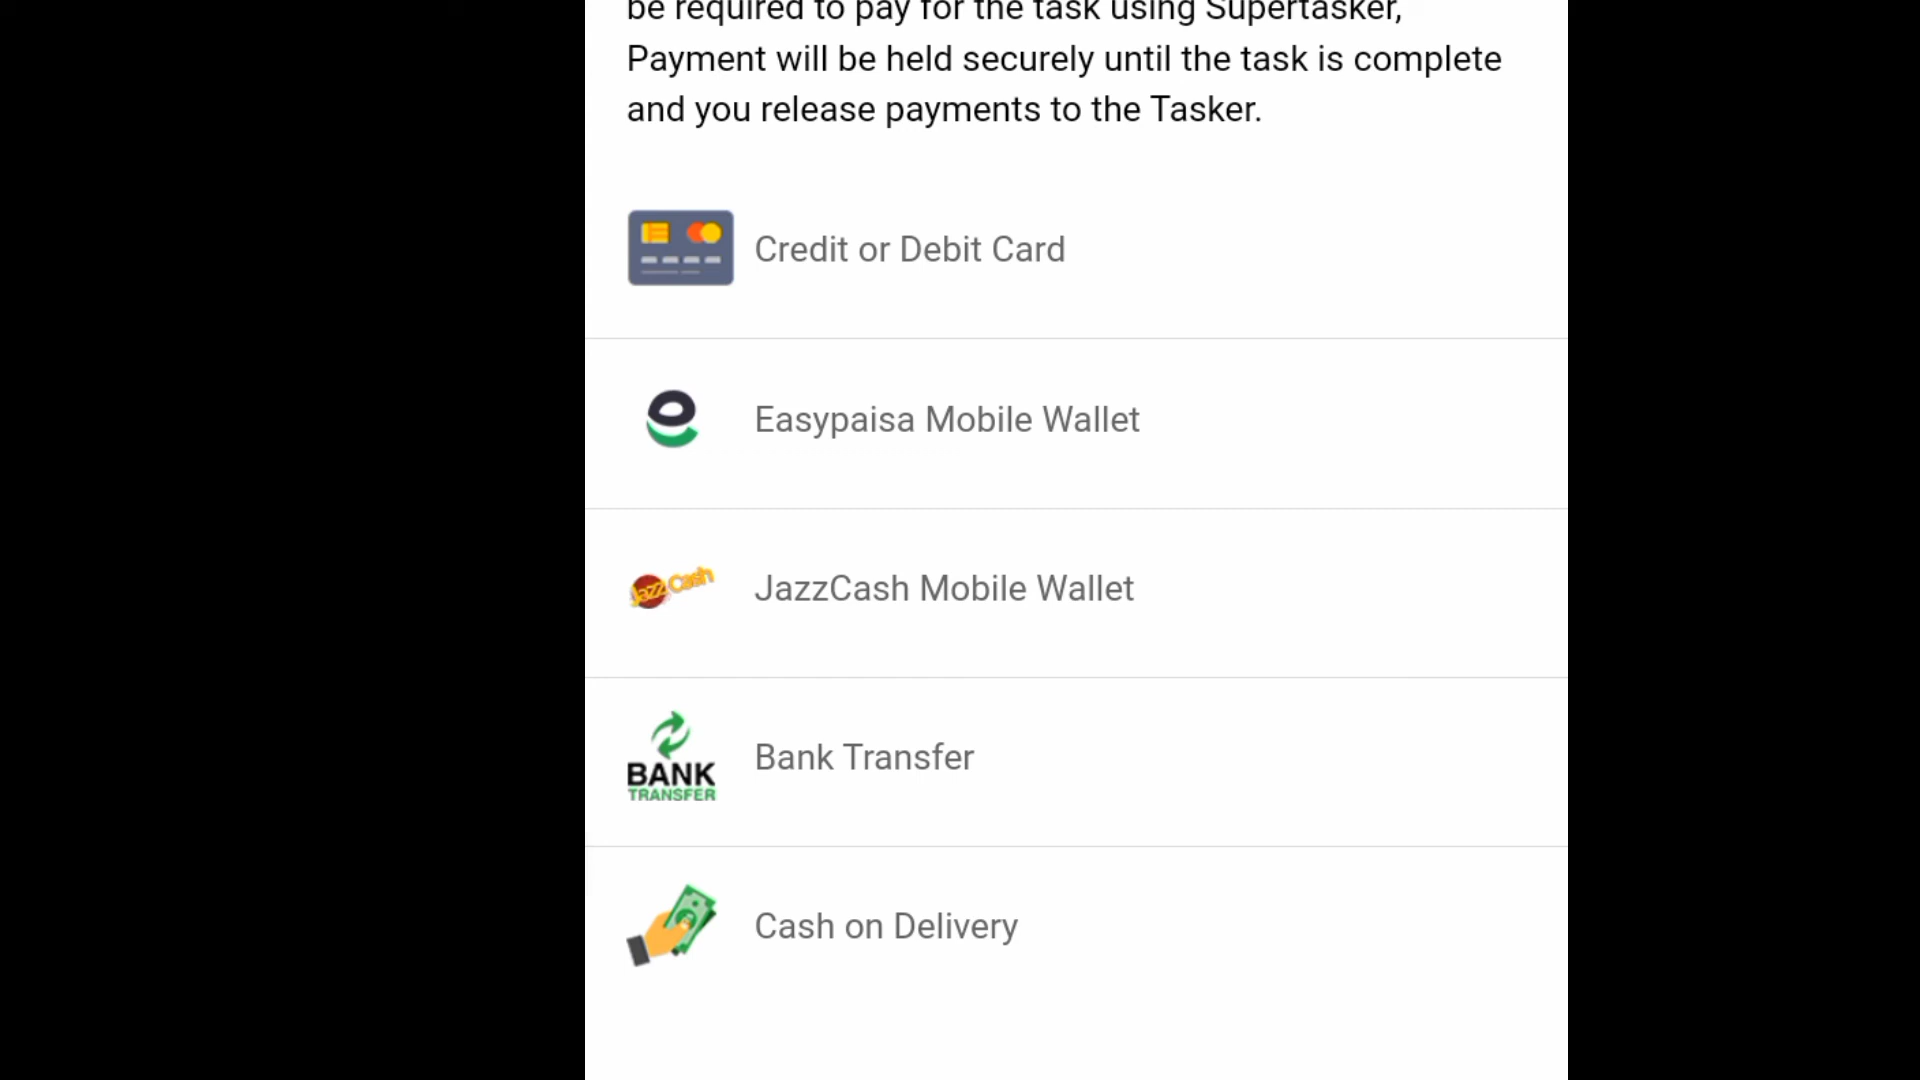 be required to pay for the task using Supertasker,
Payment will be held securely until the task is complete
and you release payments to the Tasker.
Credit or Debit Card
Easypaisa Mobile Wallet
JazzCash
JazzCash Mobile Wallet
BANK
TRANSFER
Bank Transfer
Cash on Delivery